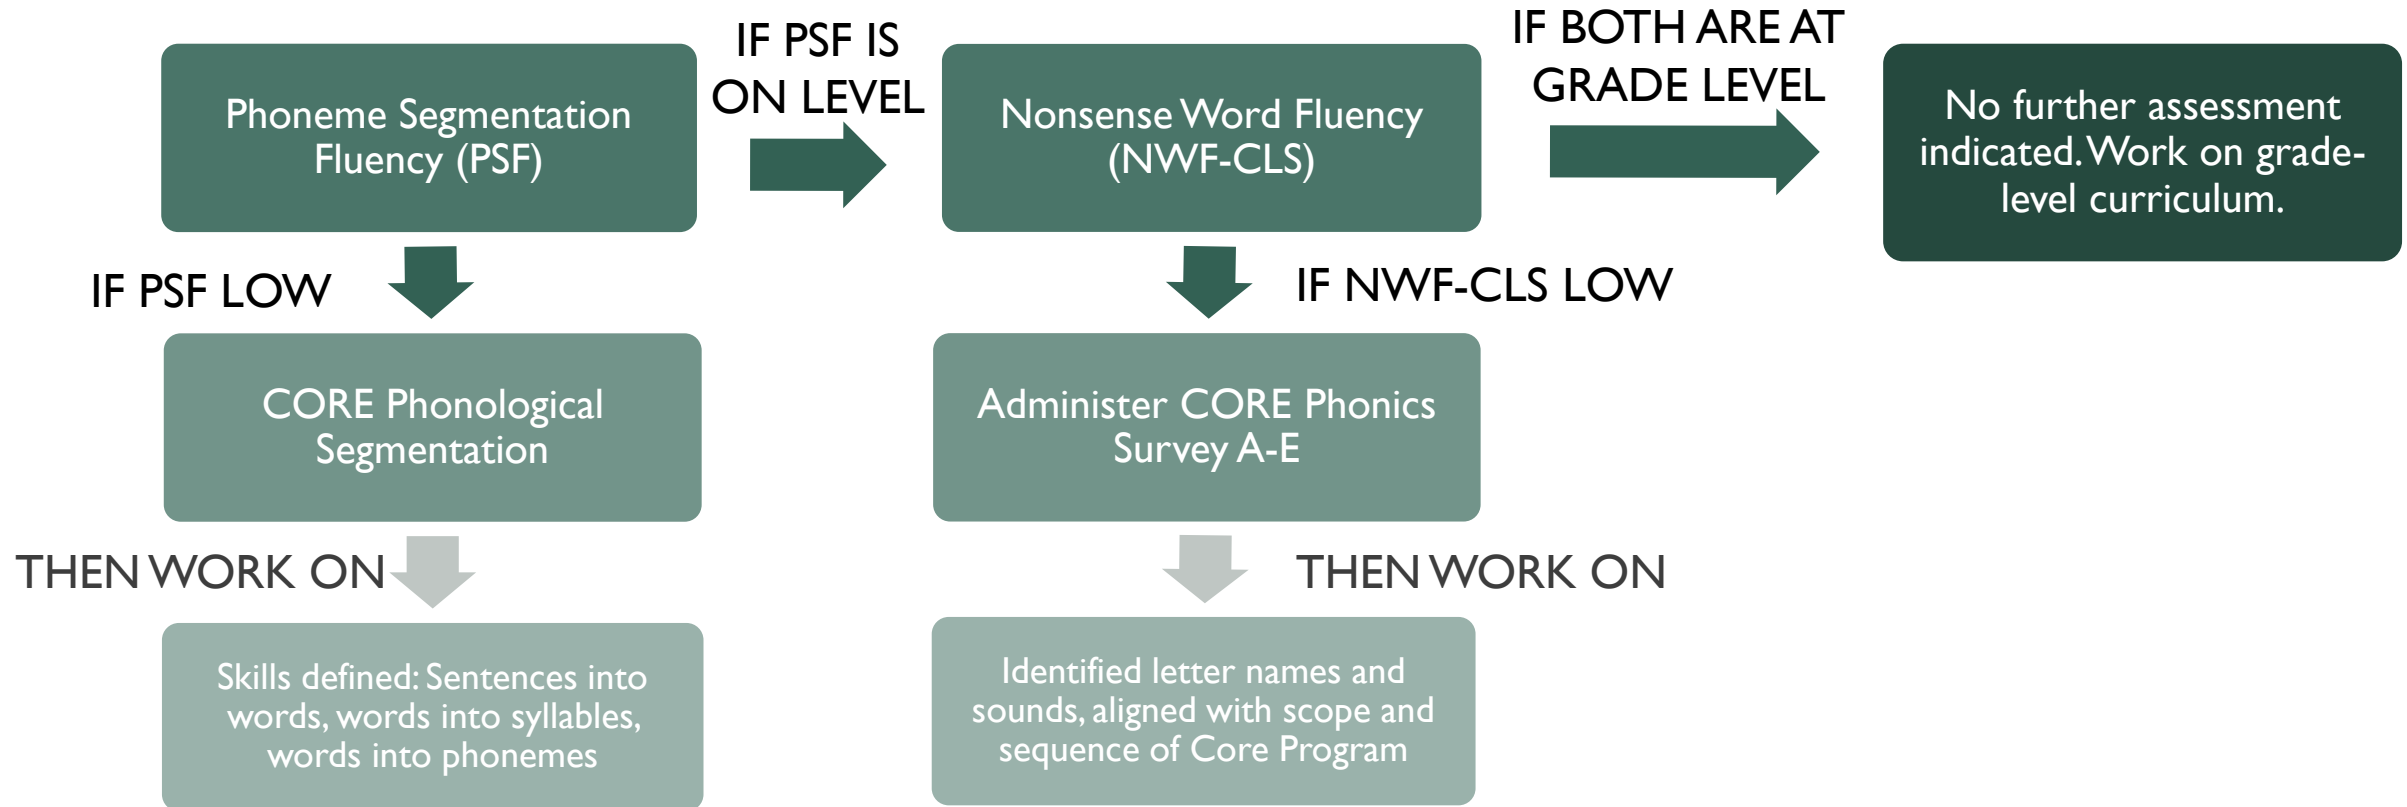 Phoneme Segmentation
Fluency (PSF)
IF PSF IS
ON LEVEL
Nonsense Word Fluency
(NWF-CLS)
IF BOTH ARE AT
GRADE LEVEL
No further assessment
indicated. Work on grade-
level curriculum.
IF PSF LOW
IF NWF-CLS LOW
CORE Phonological
Segmentation
Administer CORE Phonics
Survey A-E
THEN WORK ON
THEN WORK ON
Skills defined: Sentences into
words, words into syllables,
words into phonemes
Identified letter names and
sounds, aligned with scope and
sequence of Core Program